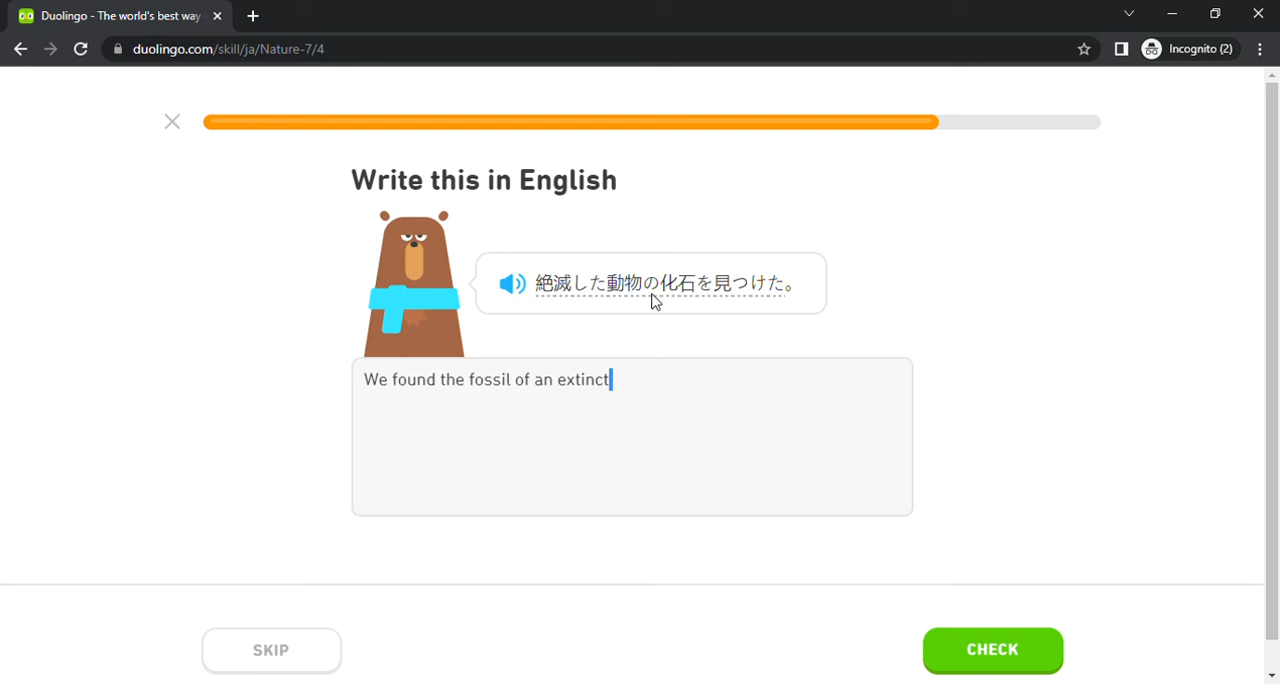 Duolingo - The world's best way
duolingo.com/skill/ja/Nature-7/4
Incognito (2)
Write this in English
絶滅した動物の化石を見つけた。
We found the fossil of an extinct
SKIP
CHECK